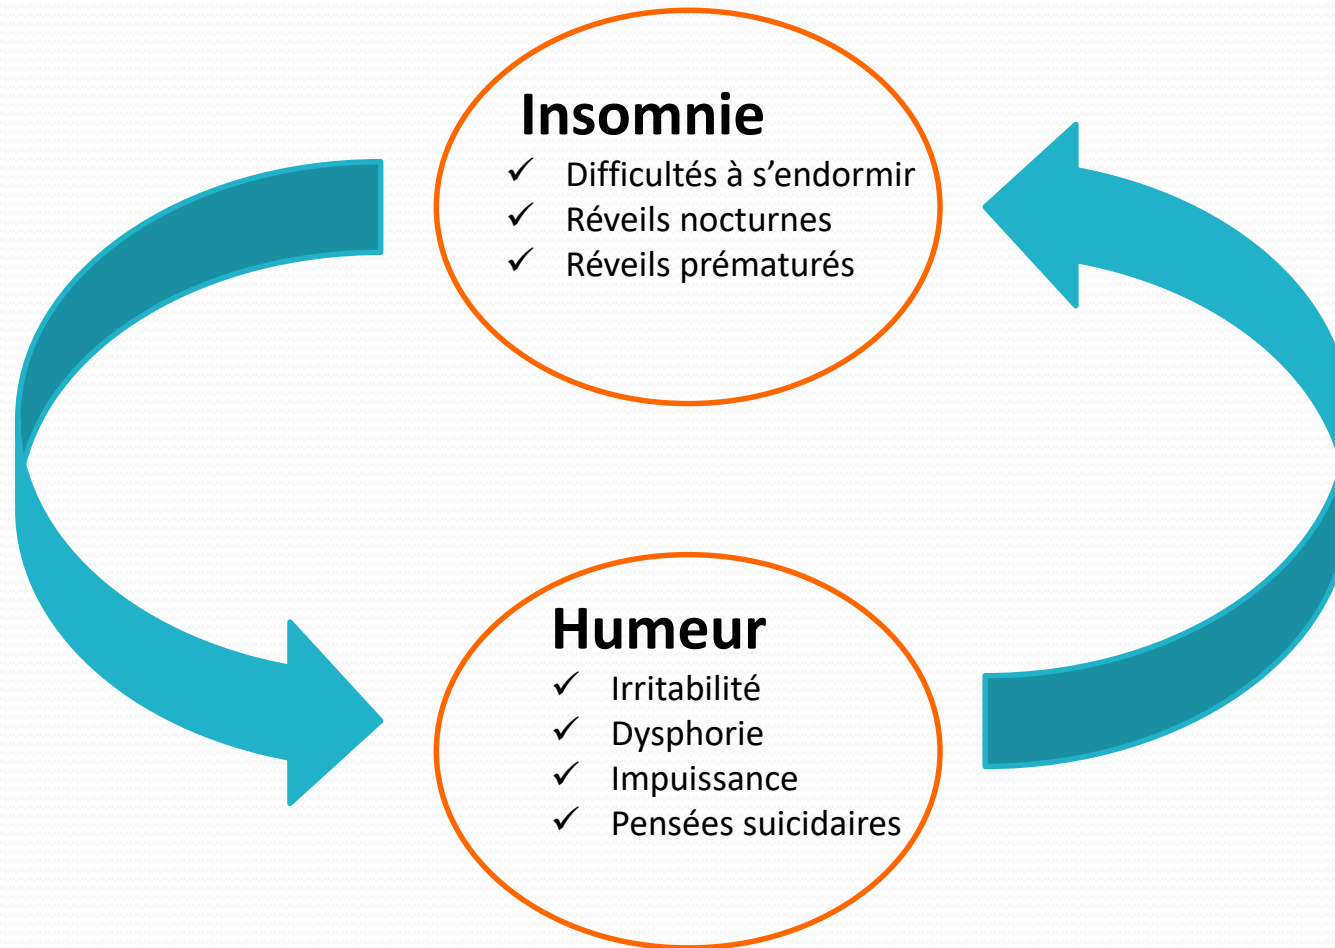 Insomnie
✓ Difficultés à s’endormir
✓ Réveils nocturnes
✓ Réveils prématurés
Humeur
✓ Irritabilité
✓ Dysphorie
✓ Impuissance
✓ Pensées suicidaires